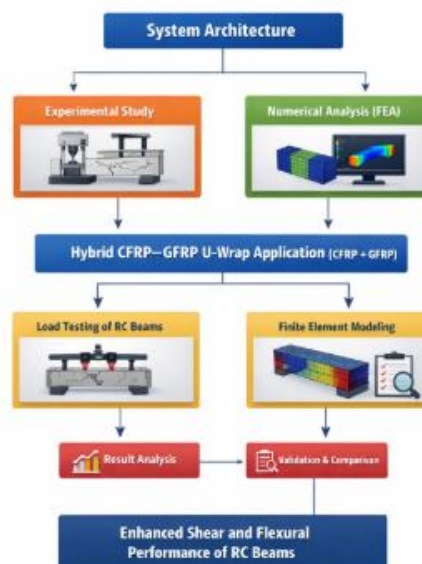 System Architecture
Experimental Study
Numerical Analysis (FEA)
Hybrid CFRP—GFRP U-Wrap Application (CFRP + GFRP)
Load Testing of RC Beams
Finite Element Modeling
Result Analysis
Validation & Comparison
Enhanced Shear and Flexural
Performance of RC Beams